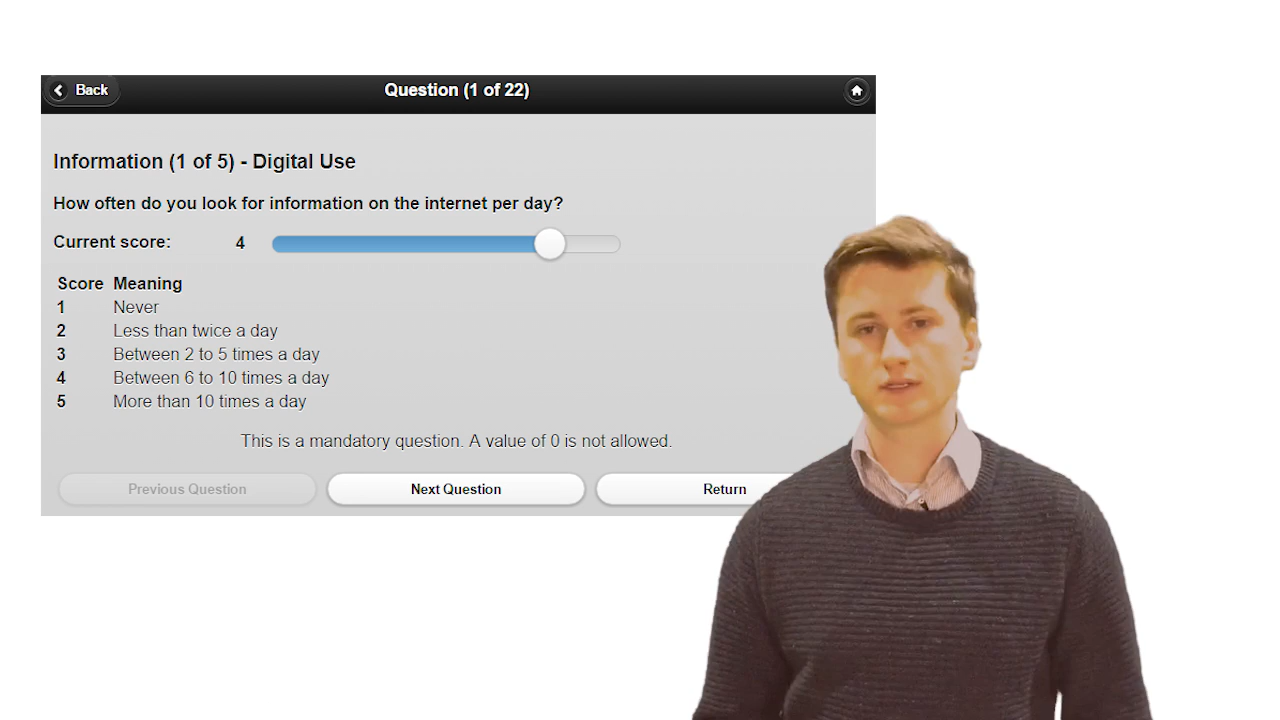 Back
Question (1 of 22)
Information (1 of 5) - Digital Use
How often do you look for information on the internet per day?
Current score: 4
Score Meaning
1 Never
2 Less than twice a day
3 Between 2 to 5 times a day
4 Between 6 to 10 times a day
5 More than 10 times a day
This is a mandatory question. A value of 0 is not allowed.
Previous Question Next Question Return